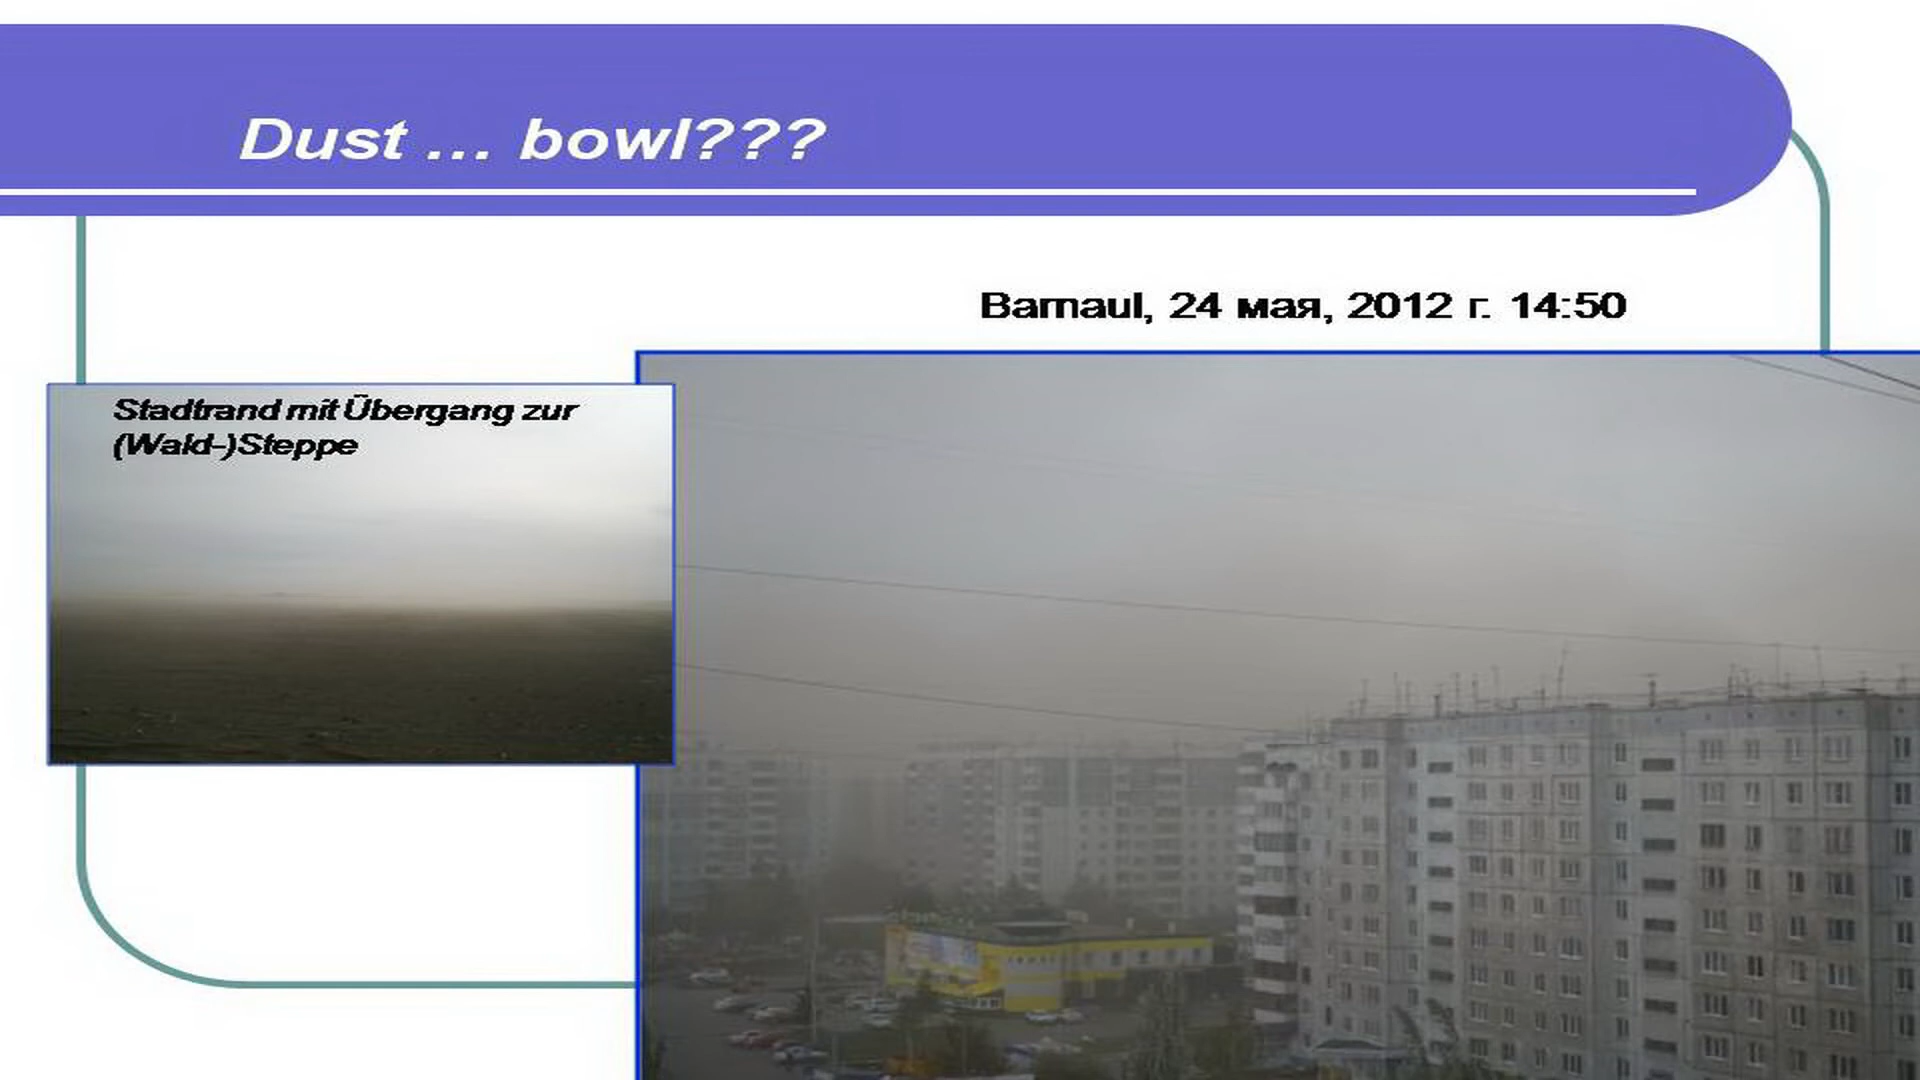 Dust ... bowl???
Barnaul, 24 мая, 2012 г. 14:50
Stadtrand mit Übergang zur
(Wald-)Steppe